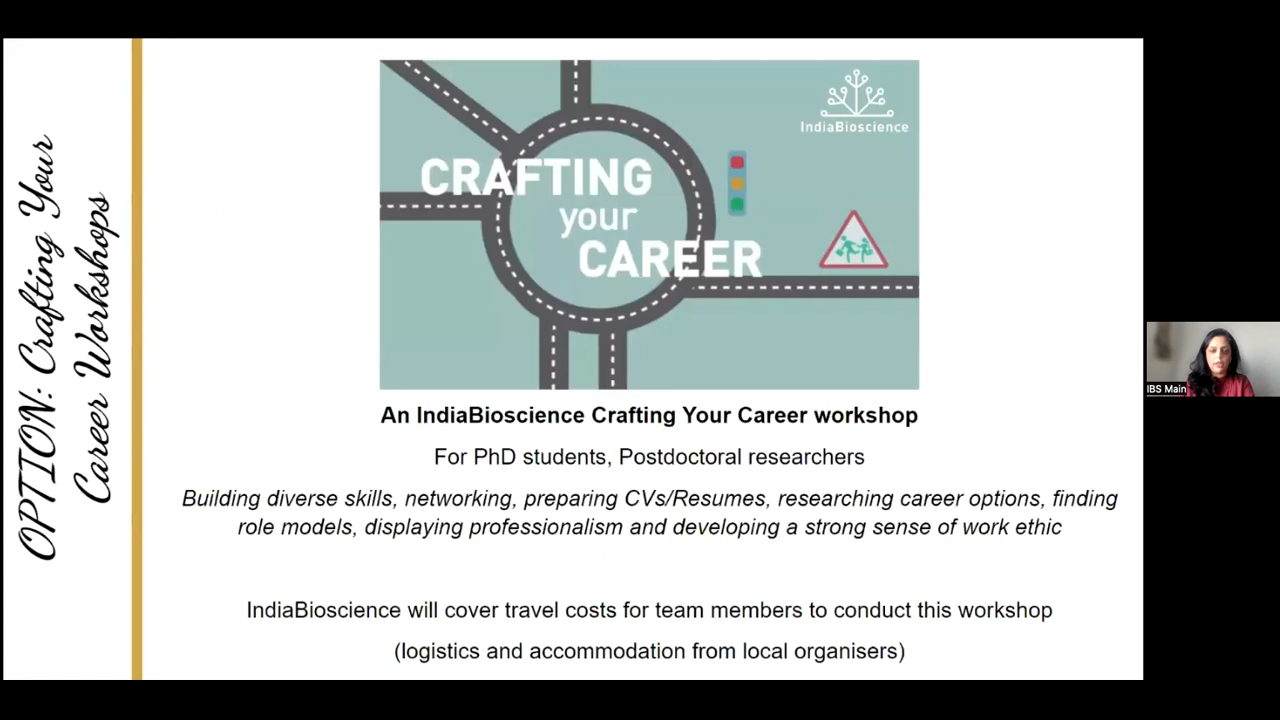 OPTION: Crafting Your
Career Workshops
IndiaBioscience
CRAFTING
your
CAREER
An IndiaBioscience Crafting Your Career workshop
For PhD students, Postdoctoral researchers
Building diverse skills, networking, preparing CVs/Resumes, researching career options, finding
role models, displaying professionalism and developing a strong sense of work ethic
IndiaBioscience will cover travel costs for team members to conduct this workshop
(logistics and accommodation from local organisers)
IBS Main